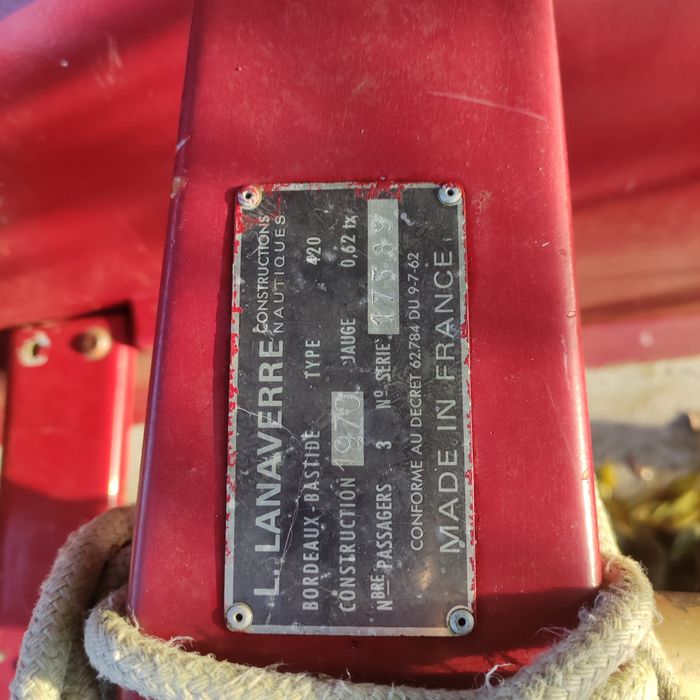 L. LANAVERRE CONSTRUCTIONS NAUTIQUES
BORDEAUX-BASTIDE TYPE 420
CONSTRUCTION 1970 JAUGE 0,62 tx
NBRE PASSAGERS 3 No SERIE 17589
CONFORME AU DECRET 62.784 DU 9-7-62
MADE IN FRANCE